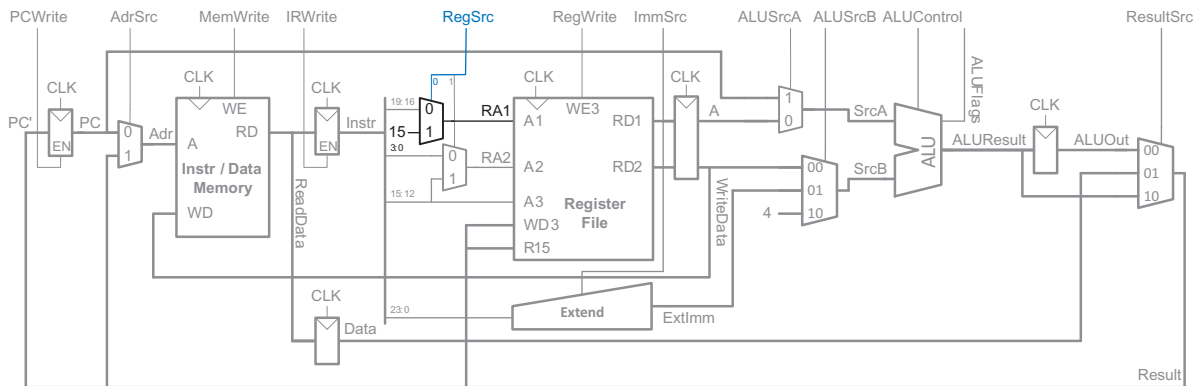 PCWrite AdrSrc MemWrite IRWrite RegSrc RegWrite ImmSrc ALUSrcA ALUSrcB ALUControl ResultSrc
ALUFlags
CLK CLK CLK 0 1 CLK CLK CLK
19:16
WE WE3 1
PC' PC 0 Adr RD Instr 0 RA1 A1 RD1 A 0 SrcA
EN A EN 15 1
1 3:0
Instr / Data
Memory
0 RA2 A2 RD2 00 ALU ALUResult ALUOut 00
1 01 SrcB 01
ReadData
15:12
WD A3 Register
File
WriteData
4 10 10
WD3
R15
CLK
23:0 Extend ExtImm
Data
Result